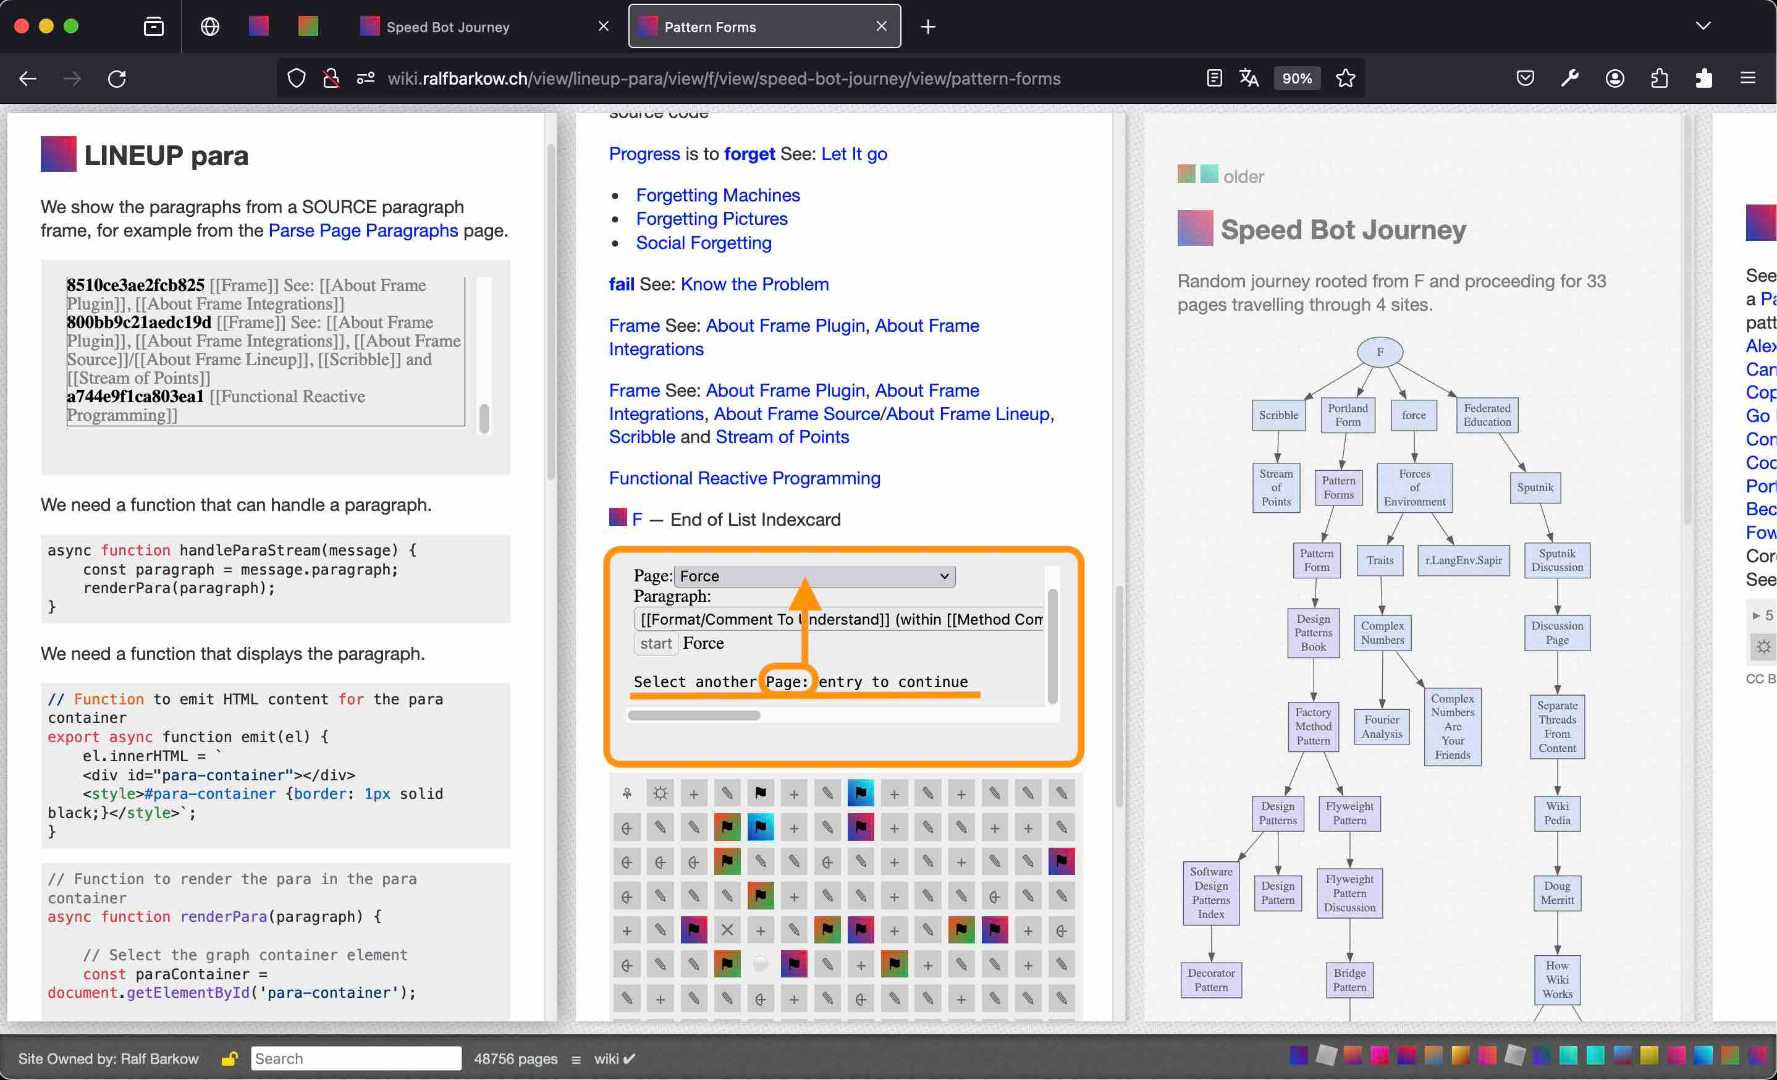 Speed Bot Journey
Pattern Forms
wiki.ralfbarkow.ch/view/lineup-para/view/f/view/speed-bot-journey/view/pattern-forms
90%
LINEUP para
We show the paragraphs from a SOURCE paragraph
frame, for example from the Parse Page Paragraphs page.
8510ce3ae2fcb825 [[Frame]] See: [[About Frame
Plugin]], [[About Frame Integrations]]
800bb9c21aedc19d [[Frame]] See: [[About Frame
Plugin]], [[About Frame Integrations]], [[About Frame
Source]]/[[About Frame Lineup]], [[Scribble]] and
[[Stream of Points]]
a744e9f1ca803ea1 [[Functional Reactive
Programming]]
We need a function that can handle a paragraph.
async function handleParaStream(message) {
const paragraph = message.paragraph;
renderPara(paragraph);
}
We need a function that displays the paragraph.
// Function to emit HTML content for the para
container
export async function emit(el) {
el.innerHTML = `
<div id="para-container"></div>
<style>#para-container {border: 1px solid
black;}</style>`;
}
// Function to render the para in the para
container
async function renderPara(paragraph) {
// Select the graph container element
const paraContainer =
document.getElementById('para-container');
source code
Progress is to forget See: Let It go
• Forgetting Machines
• Forgetting Pictures
• Social Forgetting
fail See: Know the Problem
Frame See: About Frame Plugin, About Frame
Integrations
Frame See: About Frame Plugin, About Frame
Integrations, About Frame Source/About Frame Lineup,
Scribble and Stream of Points
Functional Reactive Programming
F — End of List Indexcard
Page: Force
Paragraph:
[[Format/Comment To Understand]] (within [[Method Com
start Force
Select another Page: entry to continue
older
Speed Bot Journey
Random journey rooted from F and proceeding for 33
pages travelling through 4 sites.
F
Scribble
Portland
Form
force
Federated
Education
Stream
of
Points
Pattern
Forms
Forces
of
Environment
Sputnik
Pattern
Form
Traits
r.LangEnv.Sapir
Sputnik
Discussion
Design
Patterns
Book
Complex
Numbers
Discussion
Page
Factory
Method
Pattern
Fourier
Analysis
Complex
Numbers
Are
Your
Friends
Separate
Threads
From
Content
Design
Patterns
Flyweight
Pattern
Wiki
Pedia
Software
Design
Patterns
Index
Design
Pattern
Flyweight
Pattern
Discussion
Doug
Merritt
Decorator
Pattern
Bridge
Pattern
How
Wiki
Works
See
a Pa
patt
Alex
Can
Cop
Go
Con
Coc
Port
Bec
Fow
Core
See
▸ 5
CC B
Site Owned by: Ralf Barkow
Search
48756 pages
≡
wiki ✔